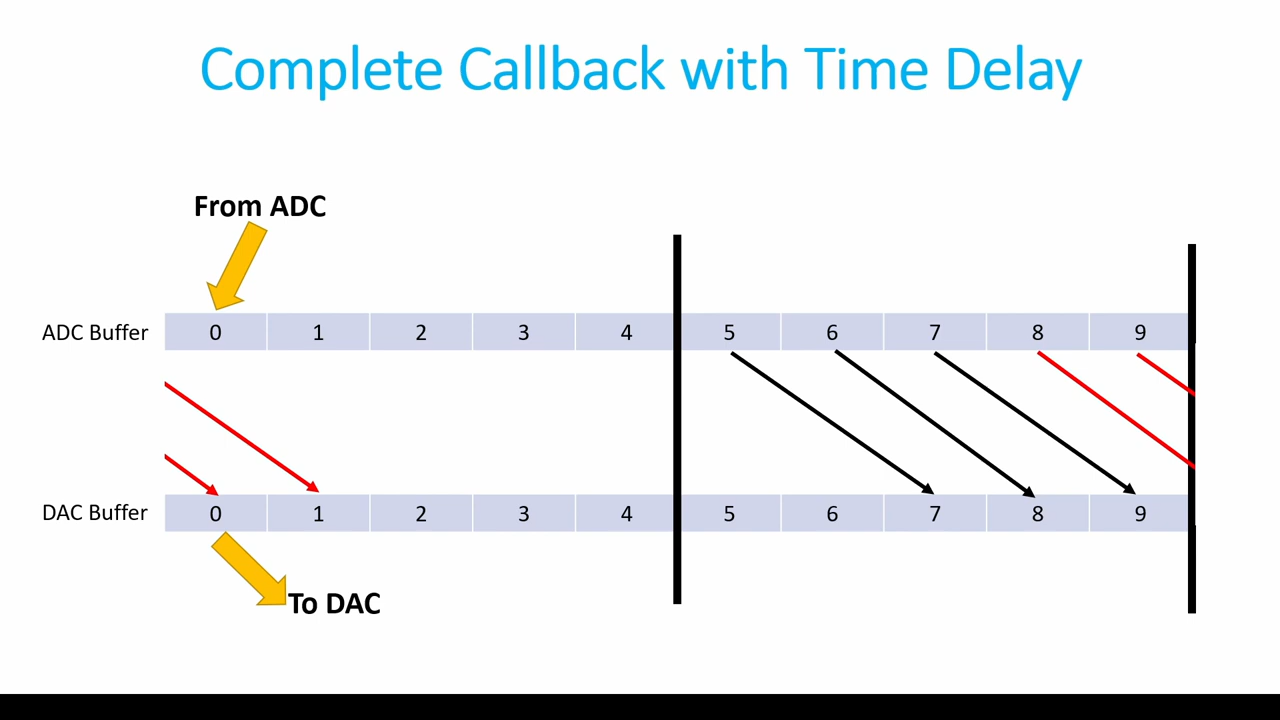 Complete Callback with Time Delay
From ADC
ADC Buffer 0 1 2 3 4 5 6 7 8 9
DAC Buffer 0 1 2 3 4 5 6 7 8 9
To DAC